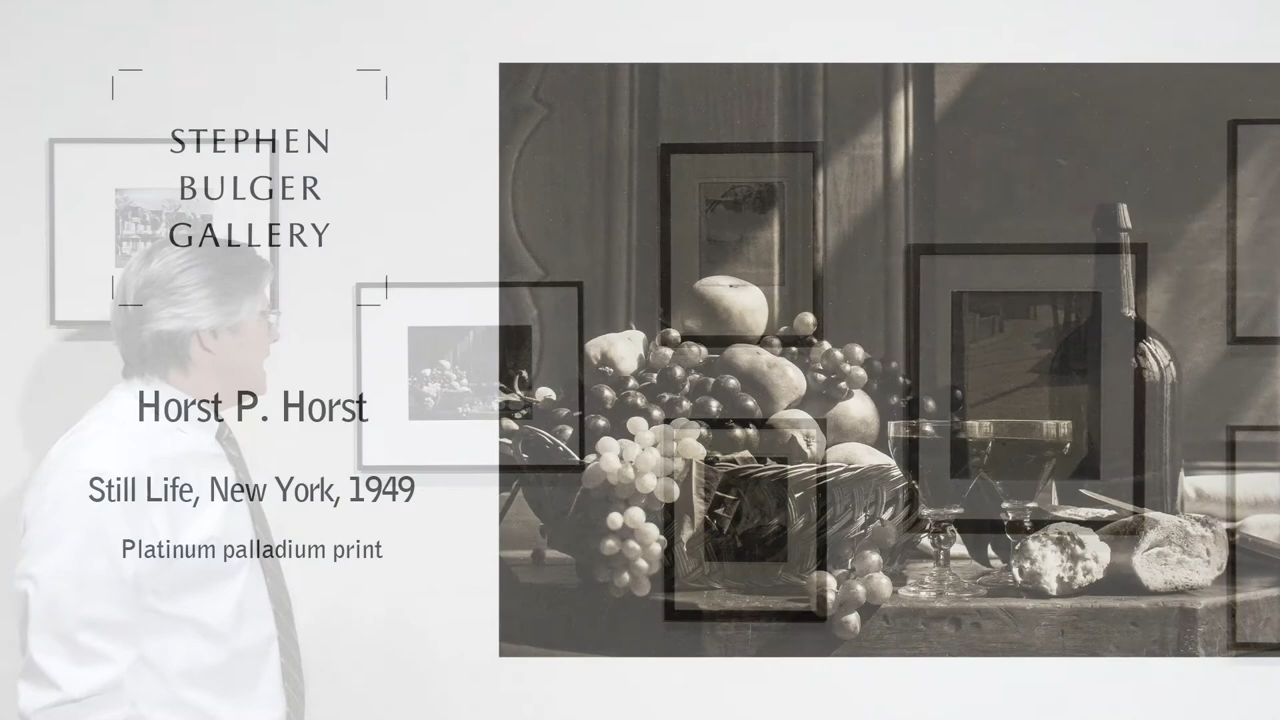 STEPHEN
BULGER
GALLERY
Horst P. Horst
Still Life, New York, 1949
Platinum palladium print